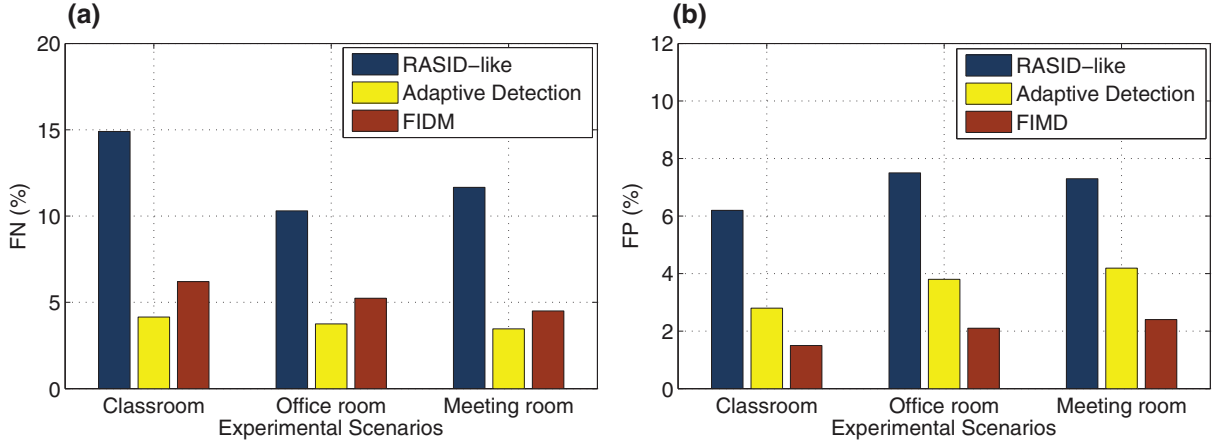 (a)
20
15
10
5
0
FN (%)
RASID-like
Adaptive Detection
FIDM
Classroom Office room Meeting room
Experimental Scenarios
(b)
12
10
8
6
4
2
0
FP (%)
RASID-like
Adaptive Detection
FIMD
Classroom Office room Meeting room
Experimental Scenarios